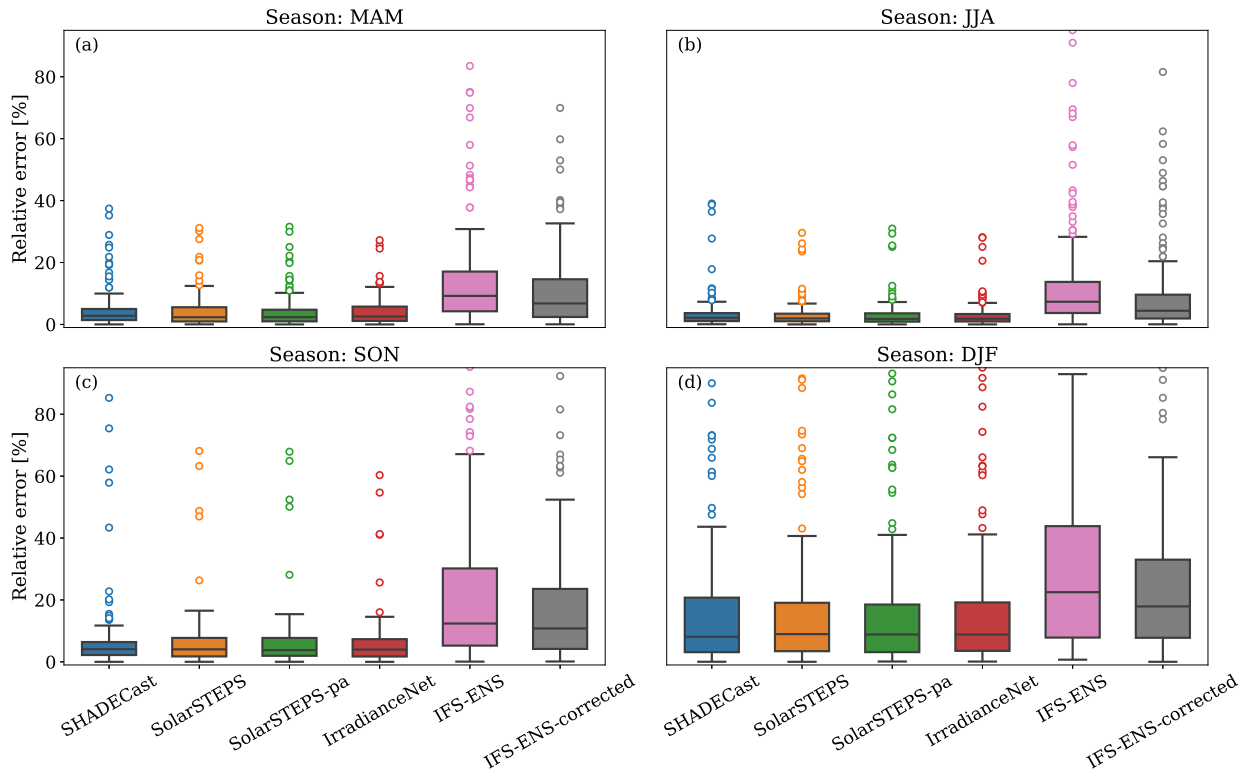 Season: MAM
Season: JJA
(a)
(b)
Relative error [%]
80
60
40
20
0
Season: SON
Season: DJF
(c)
(d)
Relative error [%]
80
60
40
20
0
SHADECast
SolarSTEPS
SolarSTEPS-pa
IrradianceNet
IFS-ENS
IFS-ENS-corrected
SHADECast
SolarSTEPS
SolarSTEPS-pa
IrradianceNet
IFS-ENS
IFS-ENS-corrected